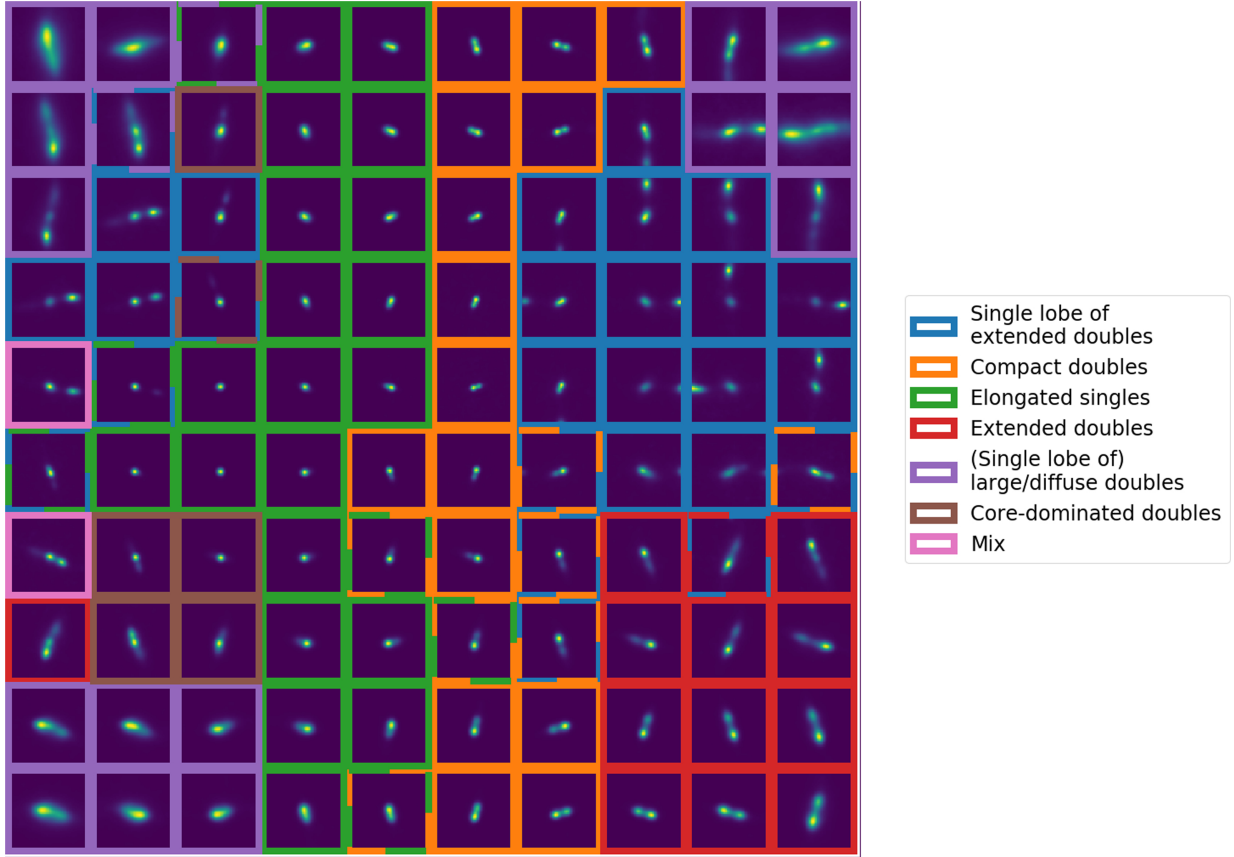 Single lobe of
extended doubles
Compact doubles
Elongated singles
Extended doubles
(Single lobe of)
large/diffuse doubles
Core-dominated doubles
Mix